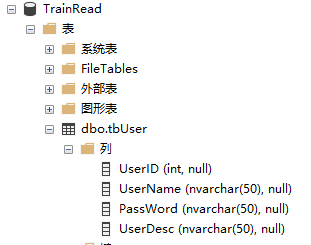 TrainRead
表
系统表
FileTables
外部表
图形表
dbo.tbUser
列
UserID (int, null)
UserName (nvarchar(50), null)
PassWord (nvarchar(50), null)
UserDesc (nvarchar(50), null)